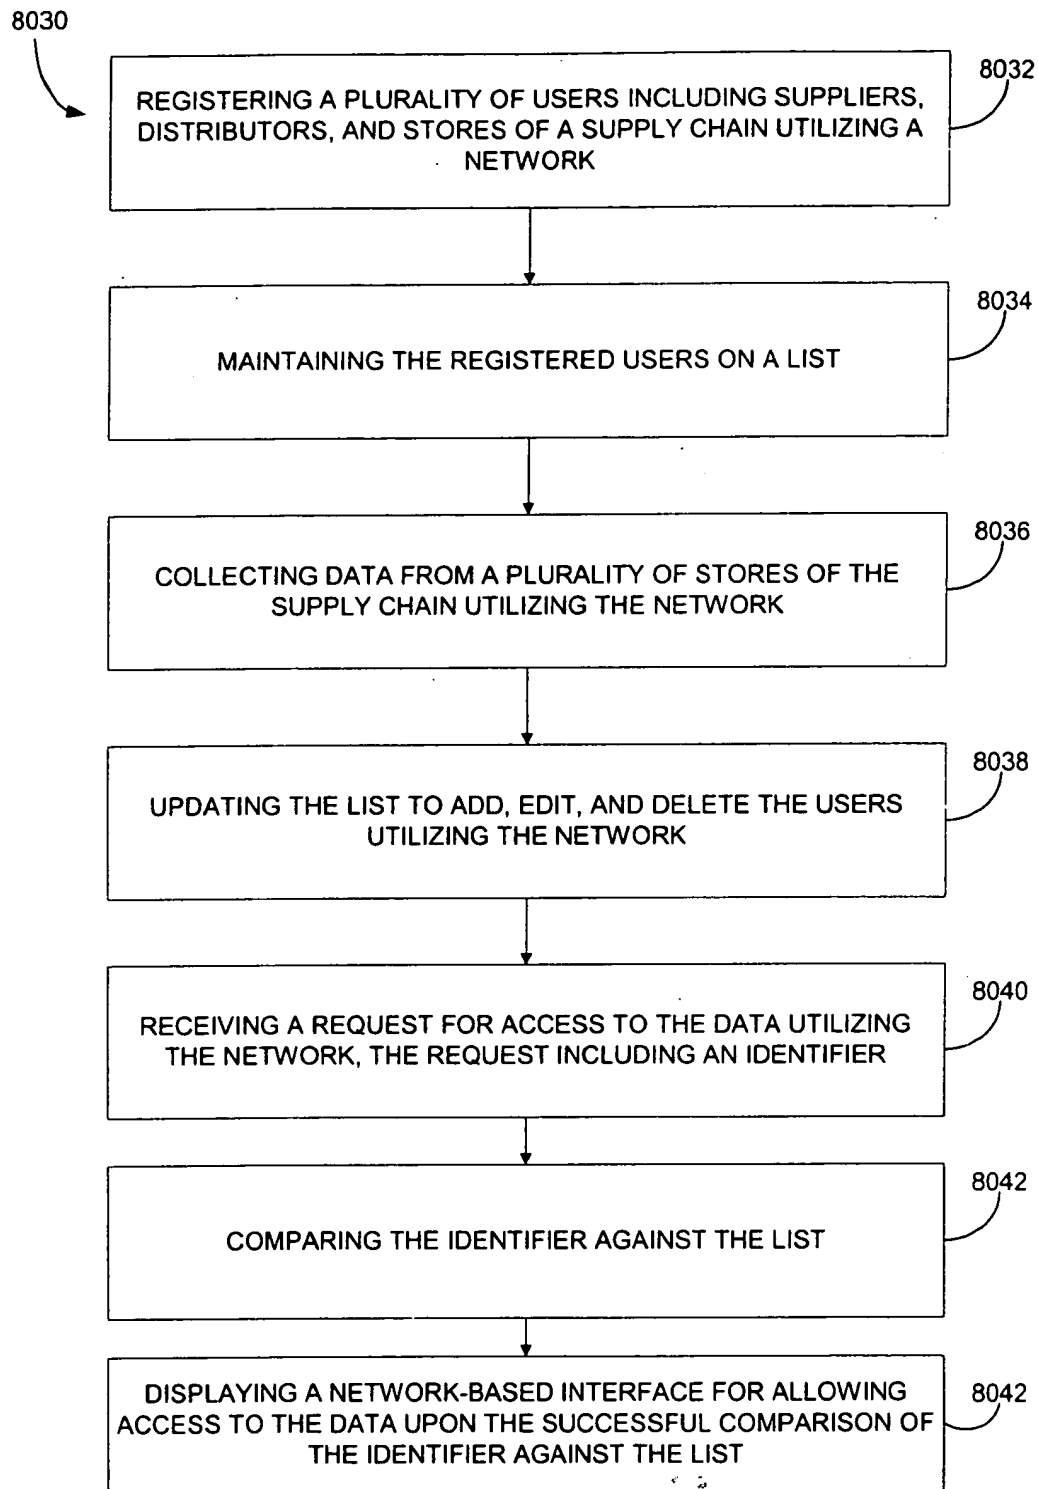 8030
8032
REGISTERING A PLURALITY OF USERS INCLUDING SUPPLIERS,
DISTRIBUTORS, AND STORES OF A SUPPLY CHAIN UTILIZING A
NETWORK
8034
MAINTAINING THE REGISTERED USERS ON A LIST
8036
COLLECTING DATA FROM A PLURALITY OF STORES OF THE
SUPPLY CHAIN UTILIZING THE NETWORK
8038
UPDATING THE LIST TO ADD, EDIT, AND DELETE THE USERS
UTILIZING THE NETWORK
8040
RECEIVING A REQUEST FOR ACCESS TO THE DATA UTILIZING
THE NETWORK, THE REQUEST INCLUDING AN IDENTIFIER
8042
COMPARING THE IDENTIFIER AGAINST THE LIST
8042
DISPLAYING A NETWORK-BASED INTERFACE FOR ALLOWING
ACCESS TO THE DATA UPON THE SUCCESSFUL COMPARISON OF
THE IDENTIFIER AGAINST THE LIST